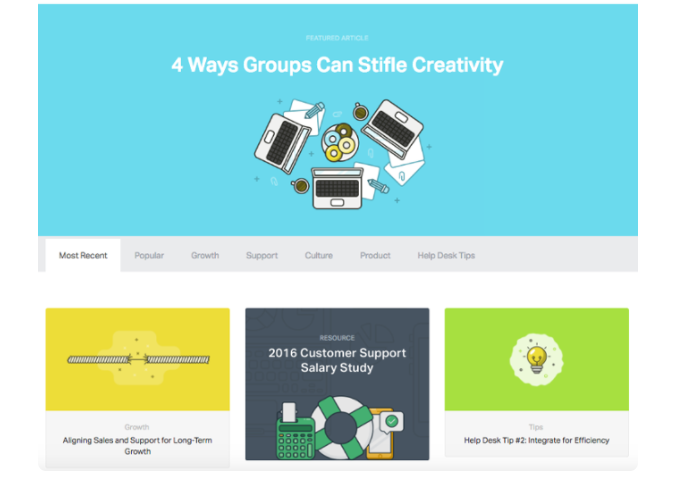 FEATURED ARTICLE
4 Ways Groups Can Stifle Creativity
Most Recent
Popular
Growth
Support
Culture
Product
Help Desk Tips
RESOURCE
2016 Customer Support
Salary Study
Growth
Aligning Sales and Support for Long-Term
Growth
Tips
Help Desk Tip #2: Integrate for Efficiency